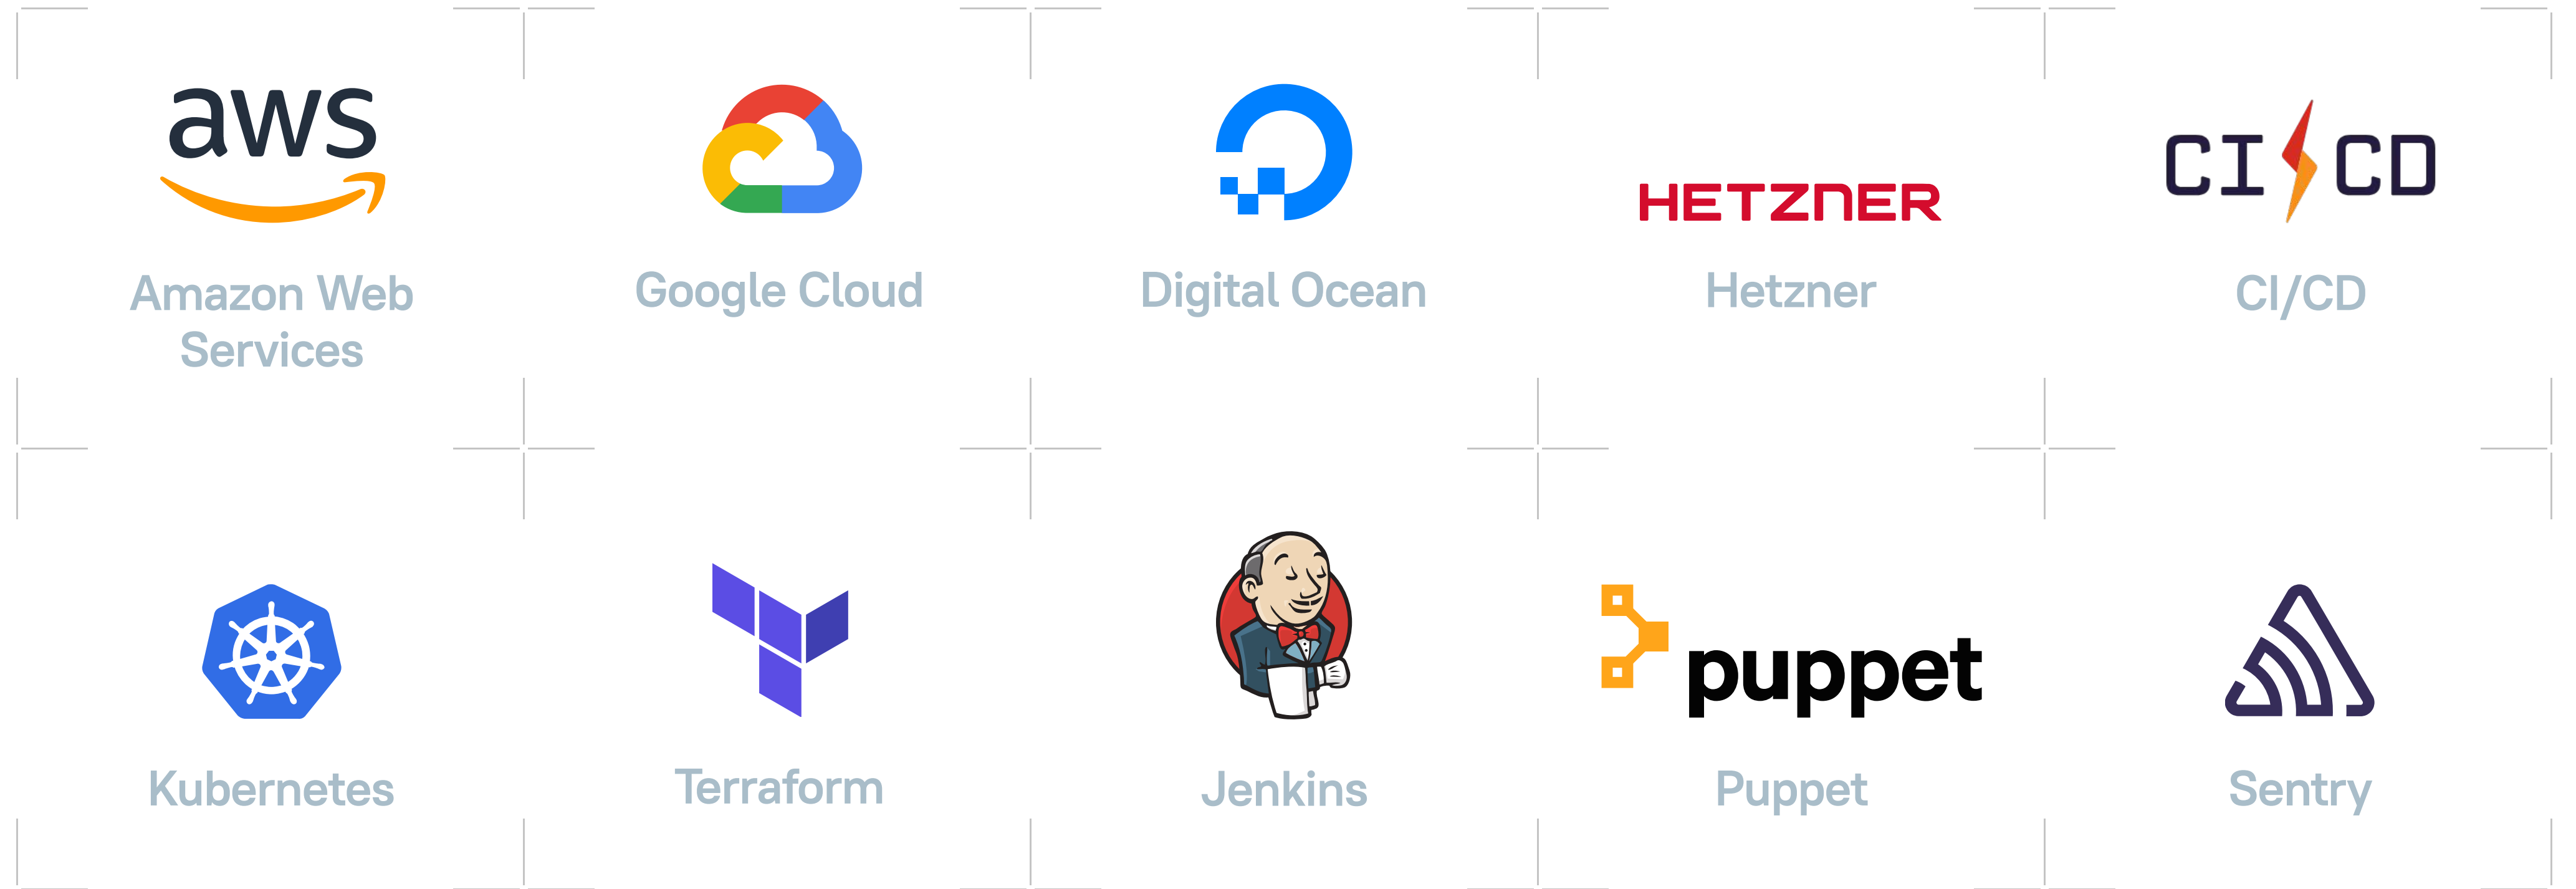 aws
Amazon Web
Services
Google Cloud
Digital Ocean
HETZNER
Hetzner
CI CD
CI/CD
Kubernetes
Terraform
Jenkins
puppet
Puppet
Sentry